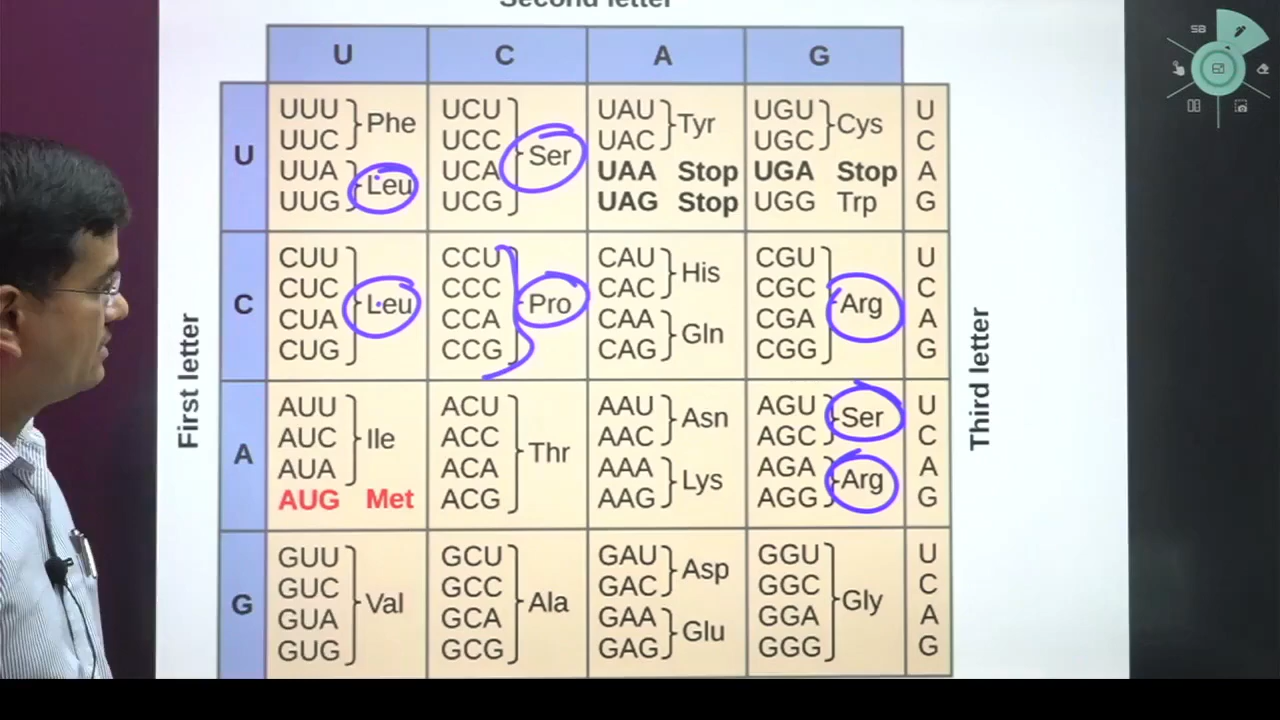 Second letter
U C A G
UUU Phe UCU Ser UAU Tyr UGU Cys U
UUC UCC UAC UGC C
UUA Leu UCA UAA Stop UGA Stop A
UUG UCG UAG Stop UGG Trp G
U
CUU Leu CCU Pro CAU His CGU Arg U
CUC CCC CAC CGC C
CUA CCA CAA Gln CGA A
CUG CCG CAG CGG G
C
AUU Ile ACU Thr AAU Asn AGU Ser U
AUC ACC AAC AGC C
AUA ACA AAA Lys AGA Arg A
AUG Met ACG AAG AGG G
A
GUU Val GCU Ala GAU Asp GGU Gly U
GUC GCC GAC GGC C
GUA GCA GAA Glu GGA A
GUG GCG GAG GGG G
G
First letter
Third letter
SB